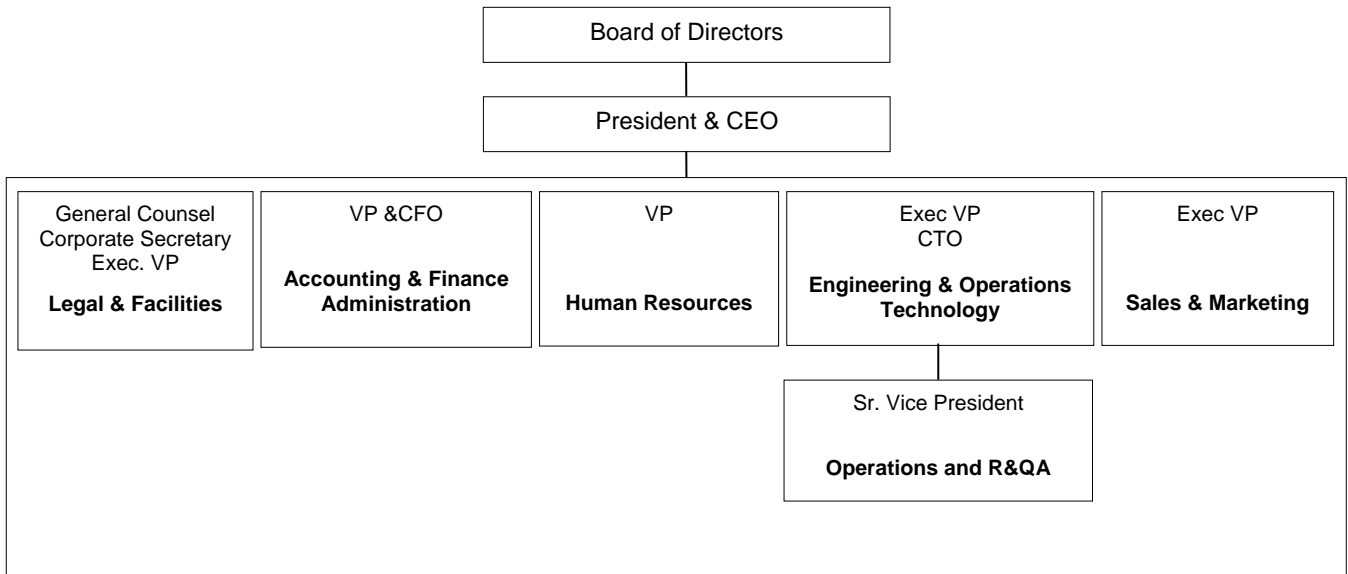 Board of Directors
President & CEO
General Counsel
Corporate Secretary
Exec. VP
Legal & Facilities
VP &CFO
Accounting & Finance
Administration
VP
Human Resources
Exec VP
CTO
Engineering & Operations
Technology
Exec VP
Sales & Marketing
Sr. Vice President
Operations and R&QA